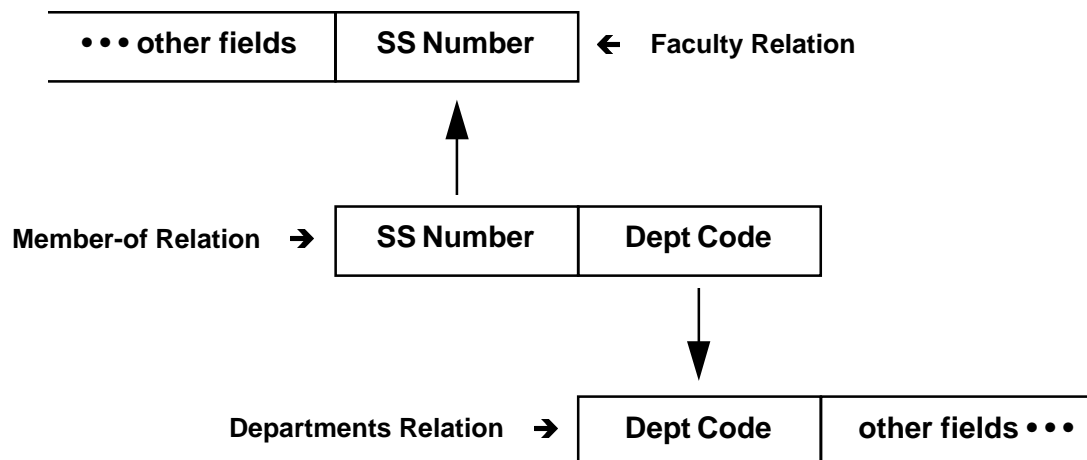 • • • other fields SS Number ← Faculty Relation
Member-of Relation → SS Number Dept Code
Departments Relation → Dept Code other fields • • •